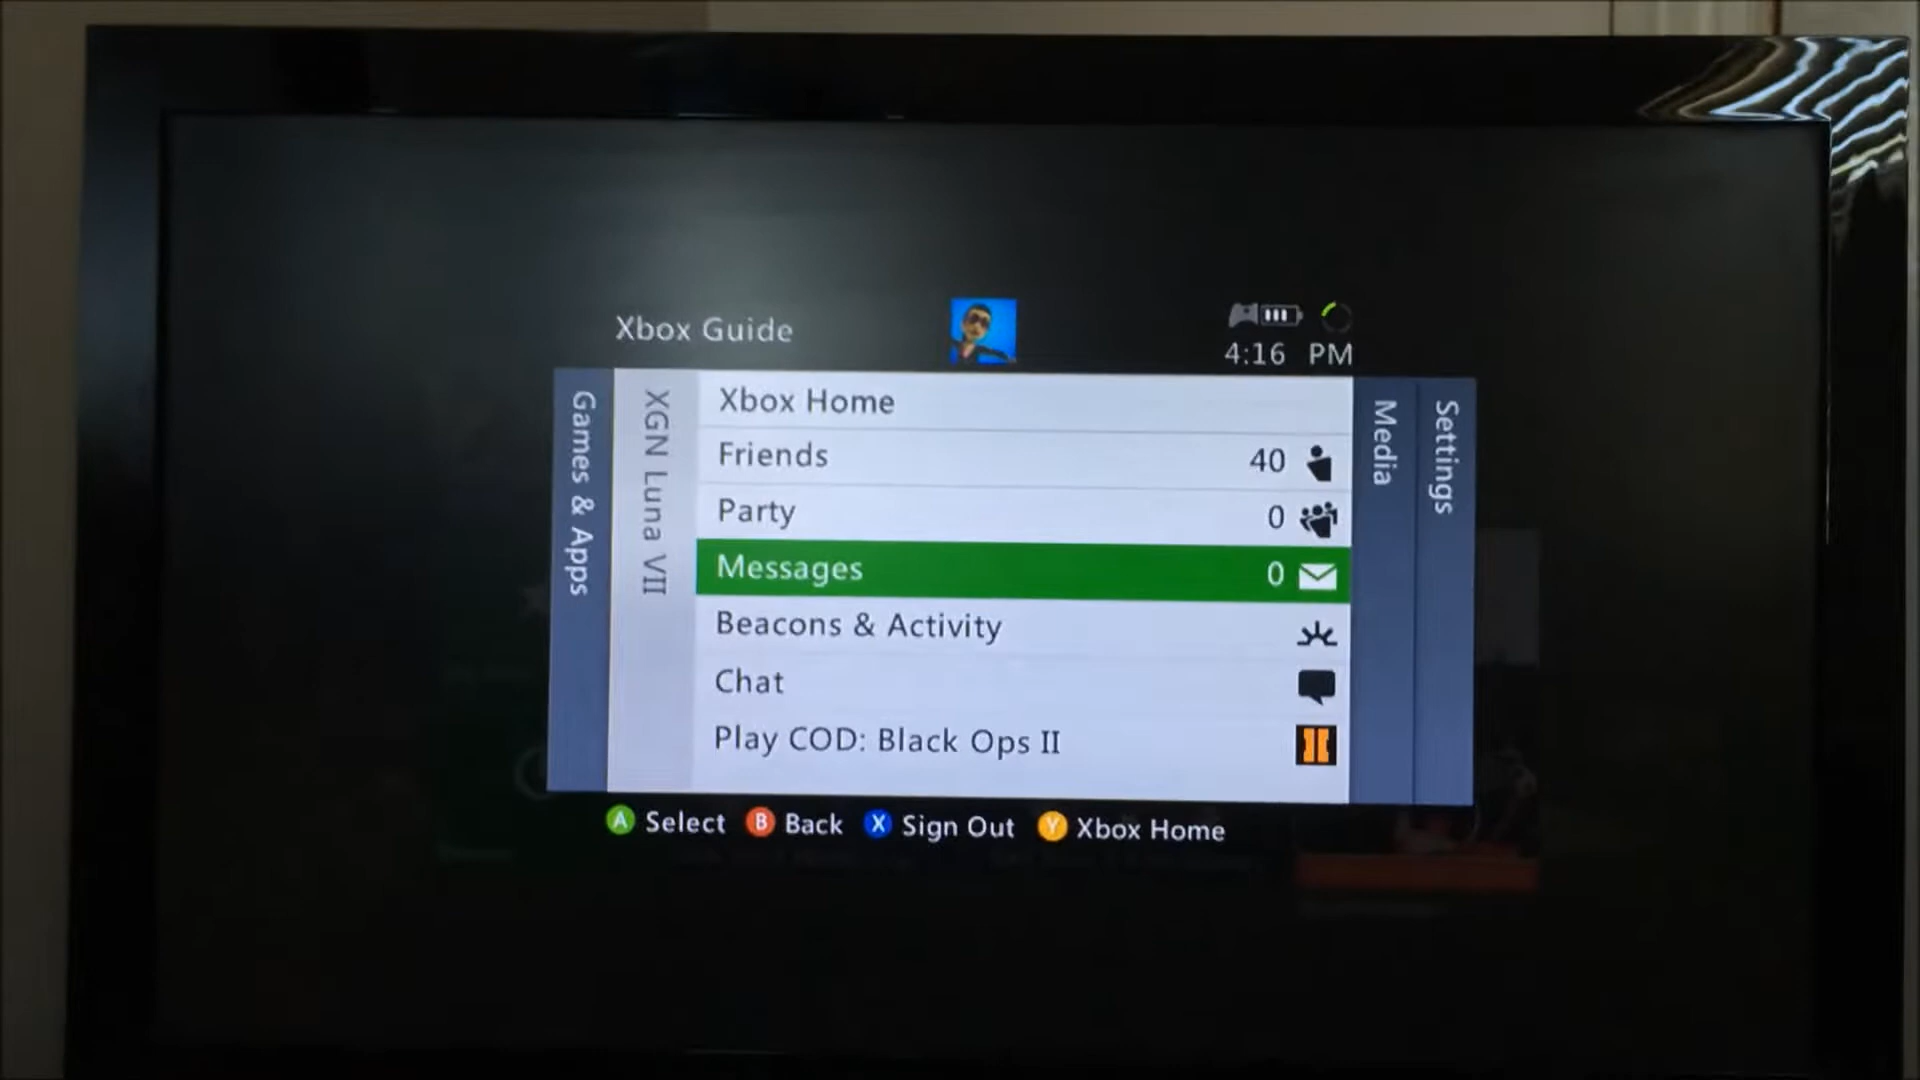 Xbox Guide
4:16 PM
Games & Apps
XGN Luna VII
Xbox Home
Friends 40
Party 0
Messages 0
Beacons & Activity
Chat
Play COD: Black Ops II
Media
Settings
A Select B Back X Sign Out Y Xbox Home